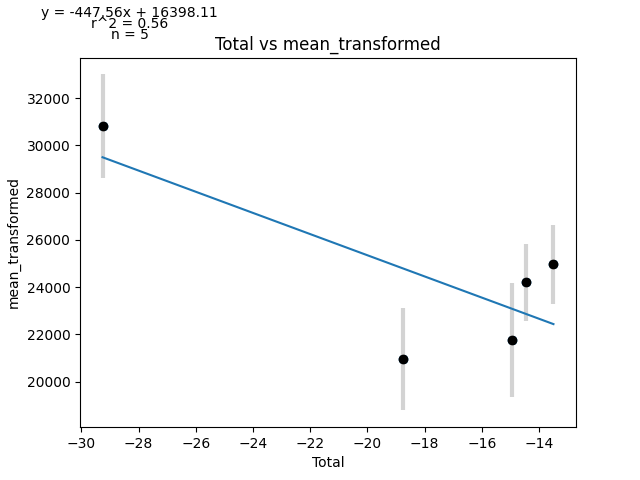 y = -447.56x + 16398.11
r^2 = 0.56
n = 5
Total vs mean_transformed
mean_transformed
32000
30000
28000
26000
24000
22000
20000
−30 −28 −26 −24 −22 −20 −18 −16 −14
Total